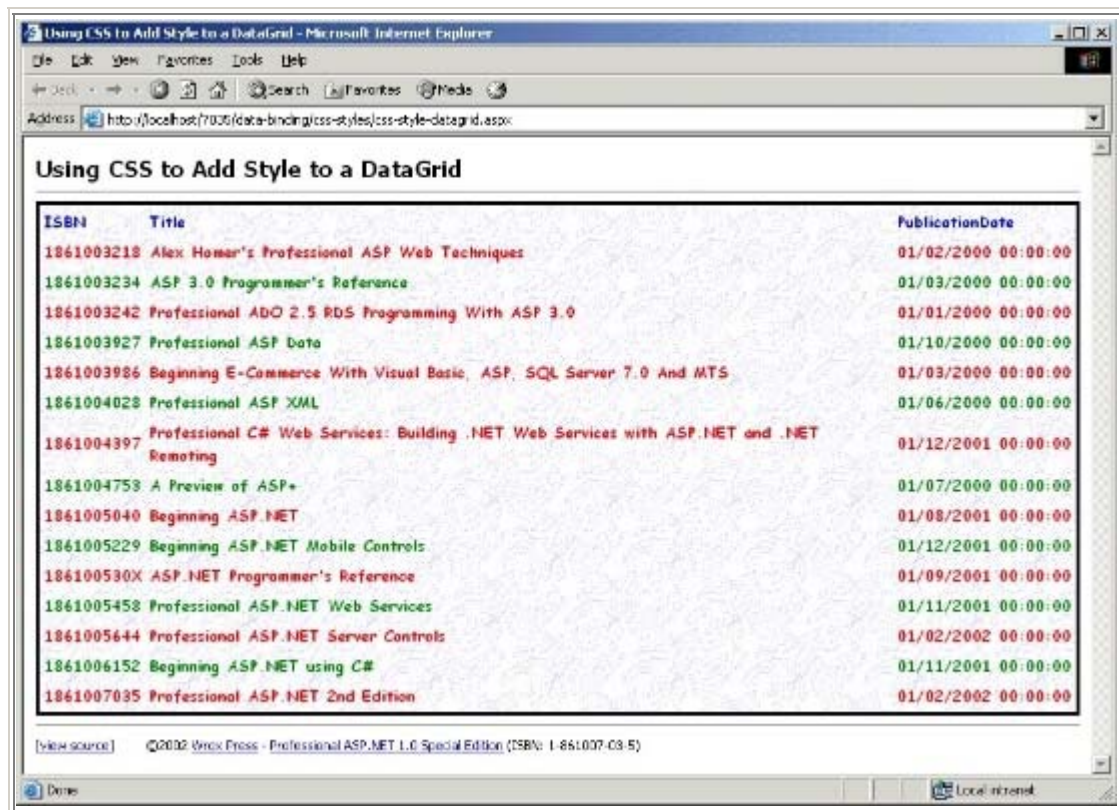 Using CSS to Add Style to a DataGrid - Microsoft Internet Explorer
File Edit View Favorites Tools Help
Back Search Favorites Media
Address http://localhost/7035/data-binding/css-styles/css-style-datagrid.aspx
Using CSS to Add Style to a DataGrid
ISBN Title PublicationDate
1861003218 Alex Homer's Professional ASP Web Techniques 01/02/2000 00:00:00
1861003234 ASP 3.0 Programmer's Reference 01/03/2000 00:00:00
1861003242 Professional ADO 2.5 RDS Programming With ASP 3.0 01/01/2000 00:00:00
1861003927 Professional ASP Data 01/10/2000 00:00:00
1861003986 Beginning E-Commerce With Visual Basic, ASP, SQL Server 7.0 And MTS 01/03/2000 00:00:00
1861004028 Professional ASP XML 01/06/2000 00:00:00
1861004397 Professional C# Web Services: Building .NET Web Services with ASP.NET and .NET 01/12/2001 00:00:00
Remoting
1861004753 A Preview of ASP+ 01/07/2000 00:00:00
1861005040 Beginning ASP.NET 01/08/2001 00:00:00
1861005229 Beginning ASP.NET Mobile Controls 01/12/2001 00:00:00
186100530X ASP.NET Programmer's Reference 01/09/2001 00:00:00
1861005458 Professional ASP.NET Web Services 01/11/2001 00:00:00
1861005644 Professional ASP.NET Server Controls 01/02/2002 00:00:00
1861006152 Beginning ASP.NET using C# 01/11/2001 00:00:00
1861007035 Professional ASP.NET 2nd Edition 01/02/2002 00:00:00
[view source] ©2002 Wrox Press - Professional ASP.NET 1.0 Special Edition (ISBN: 1-861007-03-5)
Done Local intranet